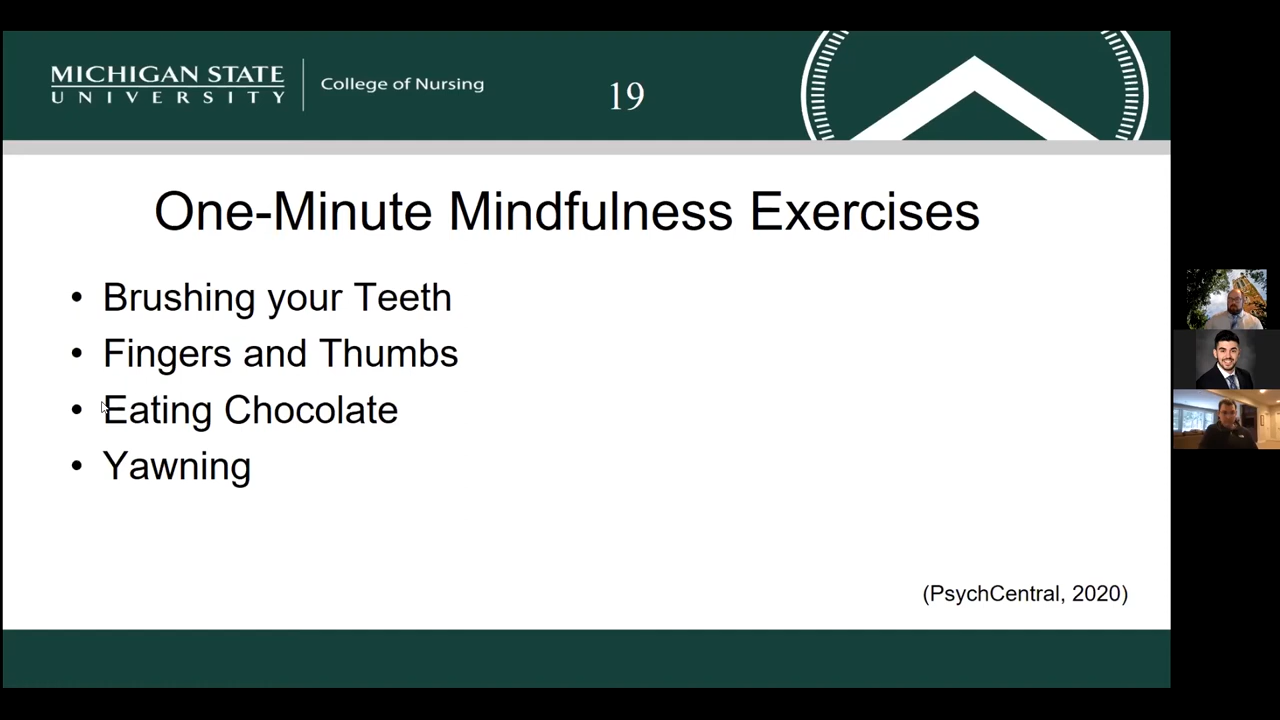 MICHIGAN STATE
UNIVERSITY
College of Nursing
19
One-Minute Mindfulness Exercises
• Brushing your Teeth
• Fingers and Thumbs
• Eating Chocolate
• Yawning
(PsychCentral, 2020)